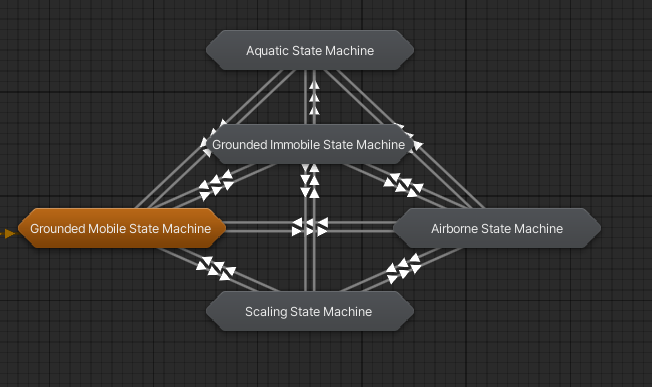 Aquatic State Machine
Grounded Immobile State Machine
Grounded Mobile State Machine
Airborne State Machine
Scaling State Machine